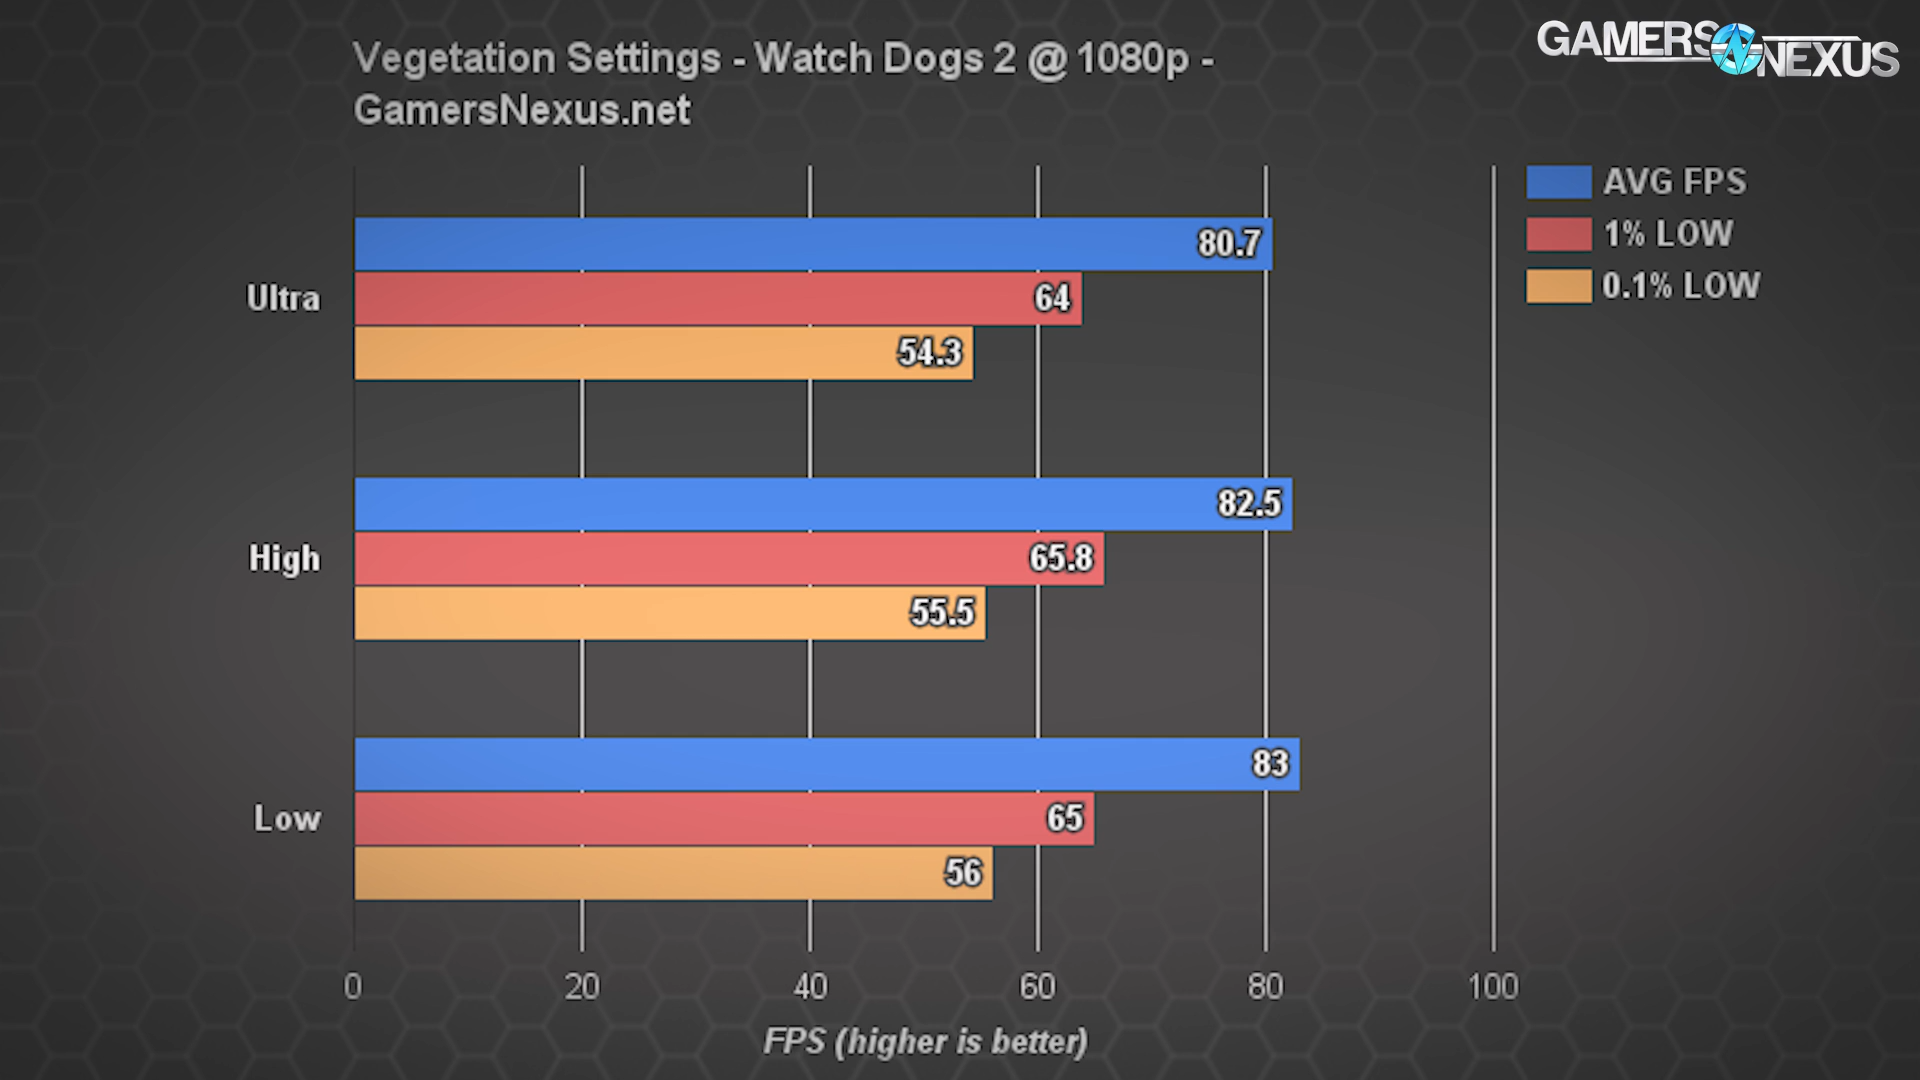 GAMERS NEXUS
Vegetation Settings - Watch Dogs 2 @ 1080p -
GamersNexus.net
AVG FPS
1% LOW
0.1% LOW
Ultra
80.7
64
54.3
High
82.5
65.8
55.5
Low
83
65
56
0 20 40 60 80 100
FPS (higher is better)